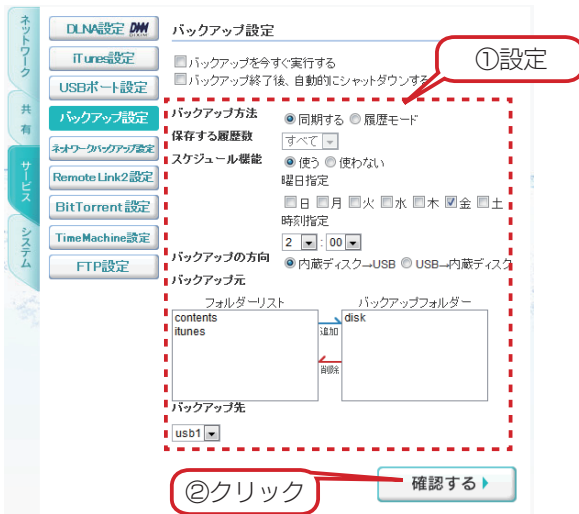 ネットワーク
共有
サービス
システム
DLNA設定 DMM
iTunes設定
USBポート設定
バックアップ設定
ネットワークバックアップ設定
Remote Link2設定
BitTorrent設定
TimeMachine設定
FTP設定
バックアップ設定
バックアップを今すぐ実行する
バックアップ終了後、自動的にシャットダウンする
①設定
バックアップ方法 同期する 履歴モード
保存する履歴数 すべて
スケジュール機能 使う 使わない
曜日指定
日 月 火 水 木 金 土
時刻指定
2 : 00
バックアップの方向 内蔵ディスク→USB USB→内蔵ディスク
バックアップ元
フォルダーリスト バックアップフォルダー
contents disk
itunes 追加
削除
バックアップ先
usb1
②クリック 確認する